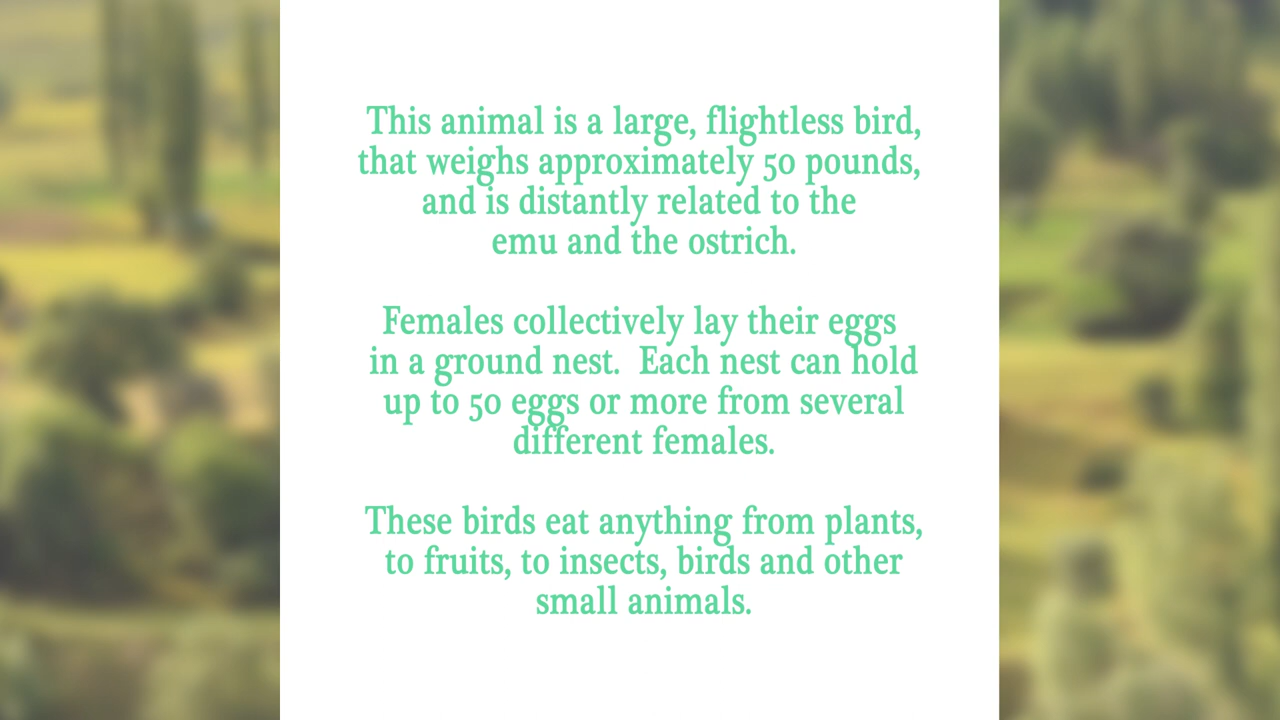 This animal is a large, flightless bird,
that weighs approximately 50 pounds,
and is distantly related to the
emu and the ostrich.
Females collectively lay their eggs
in a ground nest.  Each nest can hold
up to 50 eggs or more from several
different females.
These birds eat anything from plants,
to fruits, to insects, birds and other
small animals.